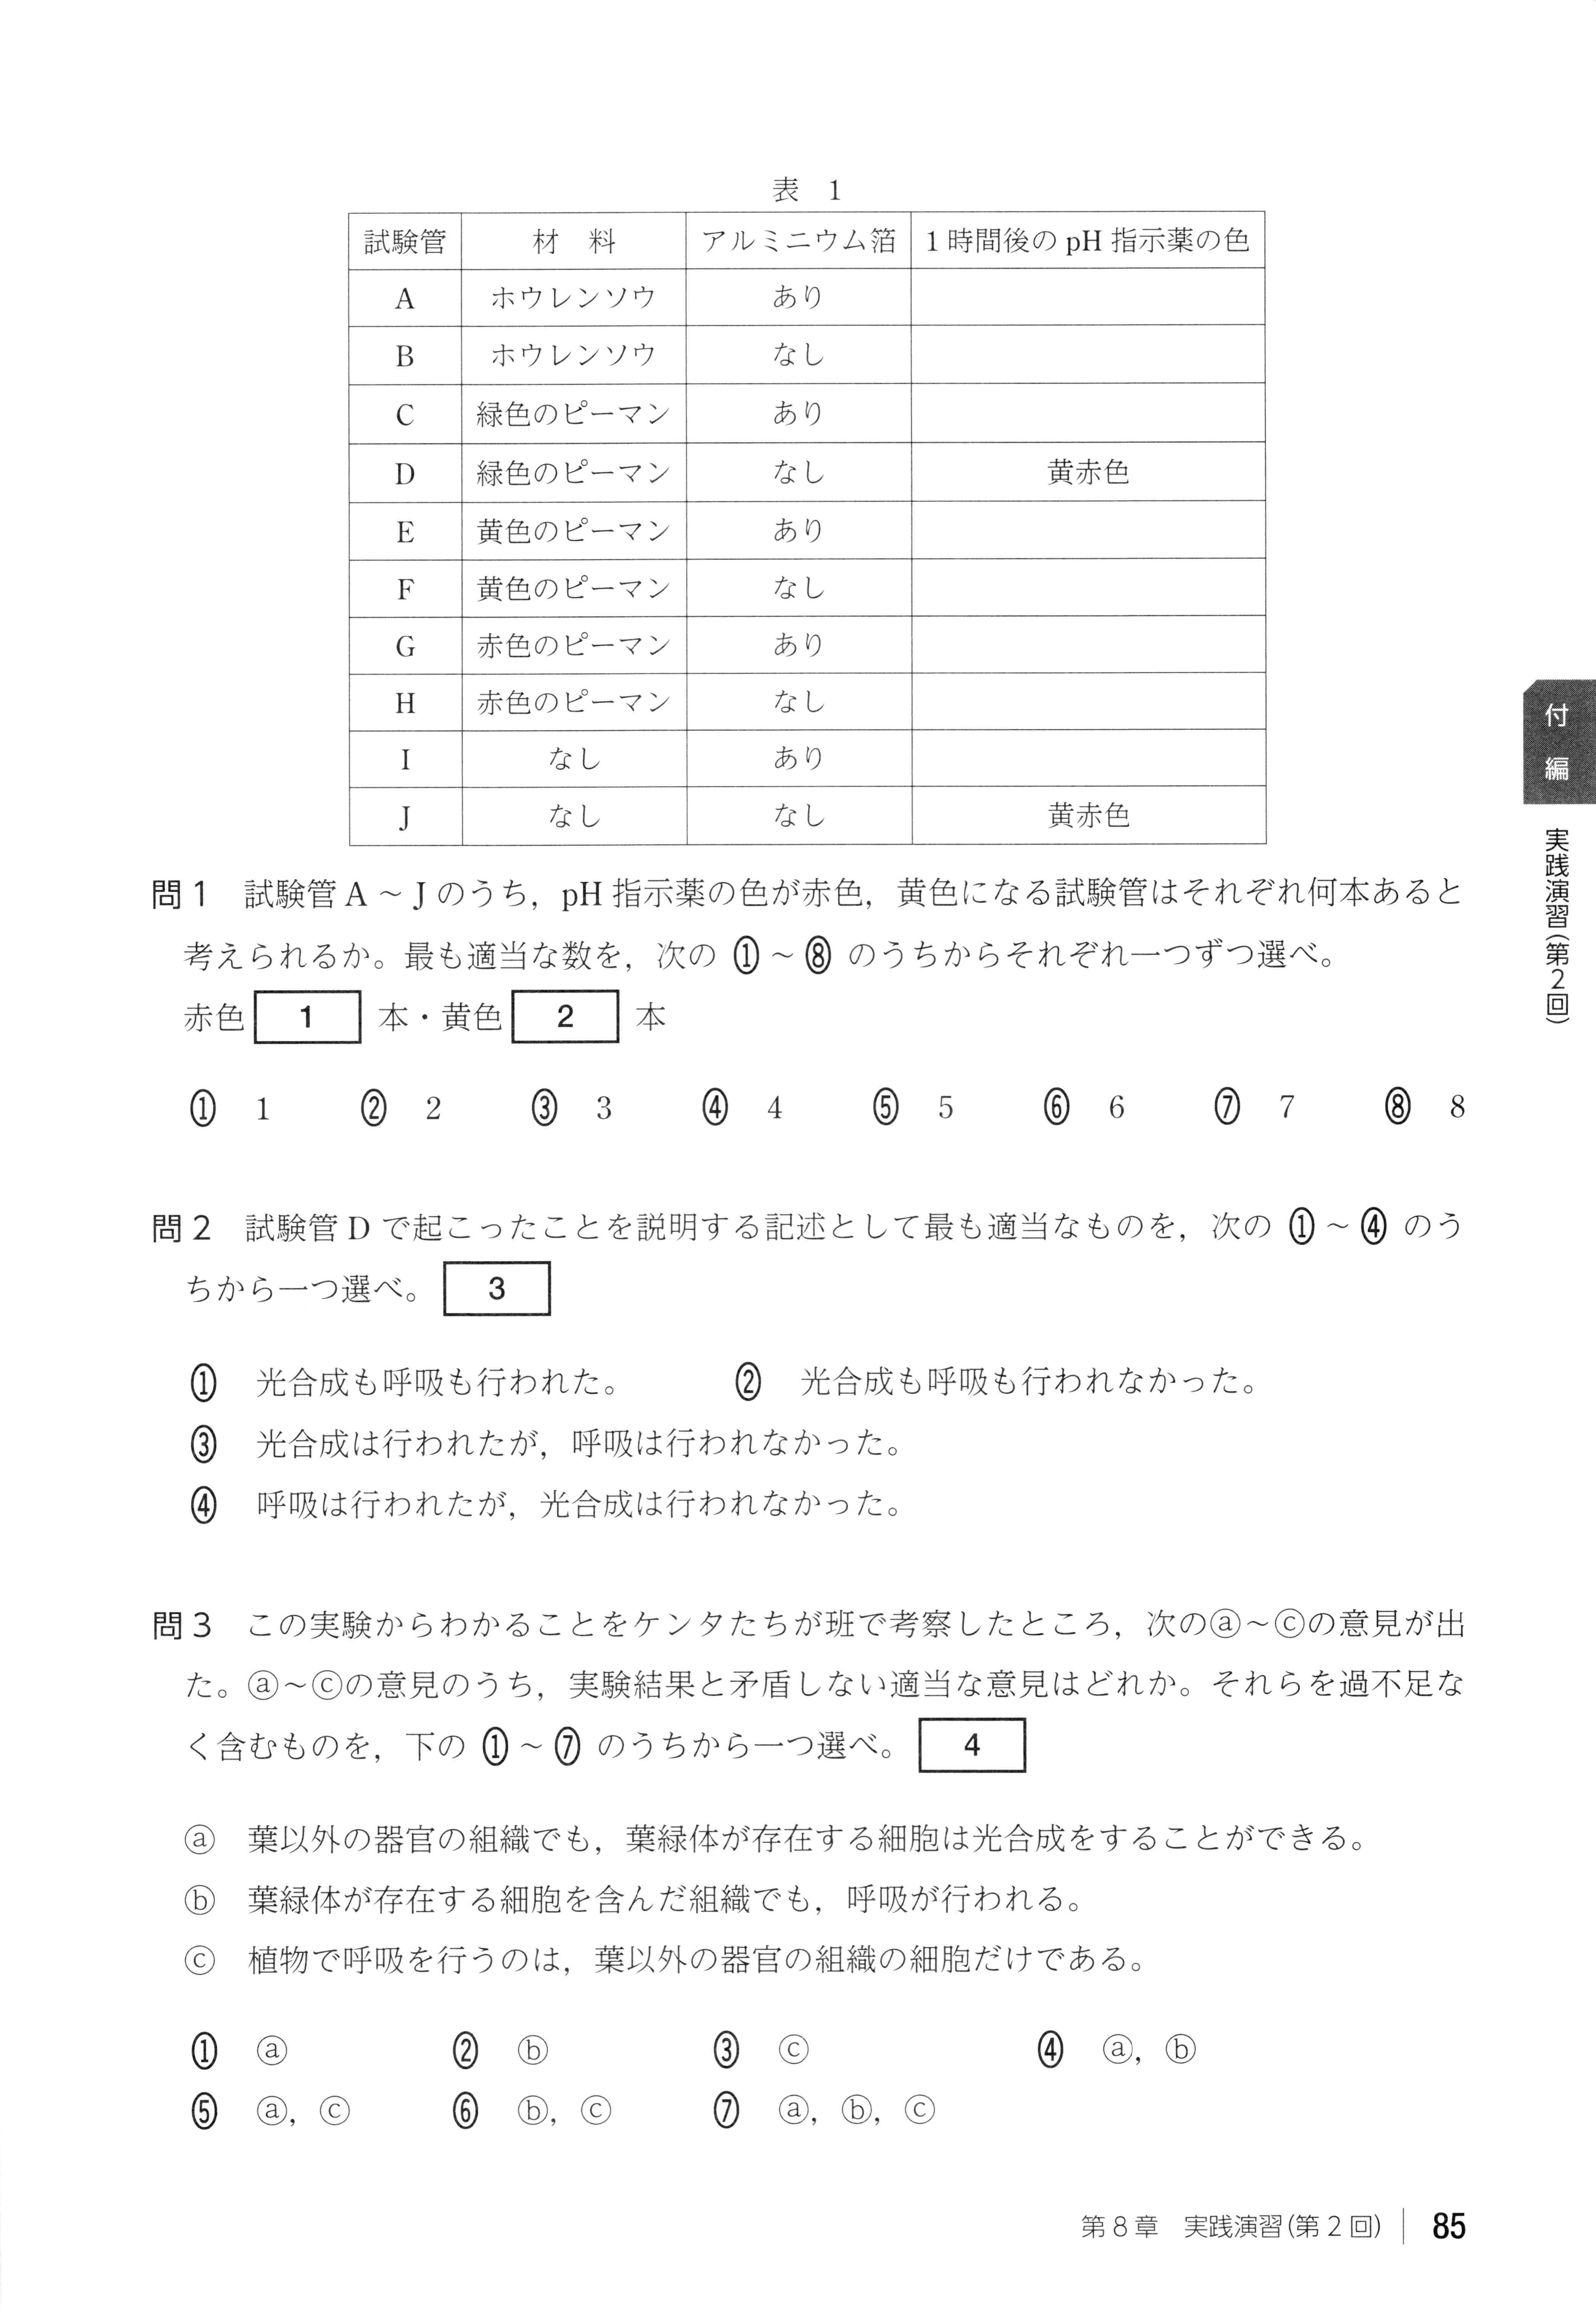 表 1
試験管 材 料 アルミニウム箔 1時間後のpH指示薬の色
A ホウレンソウ あり
B ホウレンソウ なし
C 緑色のピーマン あり
D 緑色のピーマン なし 黄赤色
E 黄色のピーマン あり
F 黄色のピーマン なし
G 赤色のピーマン あり
H 赤色のピーマン なし
I なし あり
J なし なし 黄赤色
問1 試験管A～Jのうち，pH指示薬の色が赤色，黄色になる試験管はそれぞれ何本あると
考えられるか。最も適当な数を，次の ①～⑧ のうちからそれぞれ一つずつ選べ。
赤色 1 本・黄色 2 本
① 1 ② 2 ③ 3 ④ 4 ⑤ 5 ⑥ 6 ⑦ 7 ⑧ 8
問2 試験管Dで起こったことを説明する記述として最も適当なものを，次の ①～④ のう
ちから一つ選べ。 3
① 光合成も呼吸も行われた。 ② 光合成も呼吸も行われなかった。
③ 光合成は行われたが，呼吸は行われなかった。
④ 呼吸は行われたが，光合成は行われなかった。
問3 この実験からわかることをケンタたちが班で考察したところ，次のⓐ～ⓒの意見が出
た。ⓐ～ⓒの意見のうち，実験結果と矛盾しない適当な意見はどれか。それらを過不足な
く含むものを，下の ①～⑦ のうちから一つ選べ。 4
ⓐ 葉以外の器官の組織でも，葉緑体が存在する細胞は光合成をすることができる。
ⓑ 葉緑体が存在する細胞を含んだ組織でも，呼吸が行われる。
ⓒ 植物で呼吸を行うのは，葉以外の器官の組織の細胞だけである。
① ⓐ ② ⓑ ③ ⓒ ④ ⓐ，ⓑ
⑤ ⓐ，ⓒ ⑥ ⓑ，ⓒ ⑦ ⓐ，ⓑ，ⓒ
付編
実践演習(第2回)
第8章 実践演習(第2回) 85